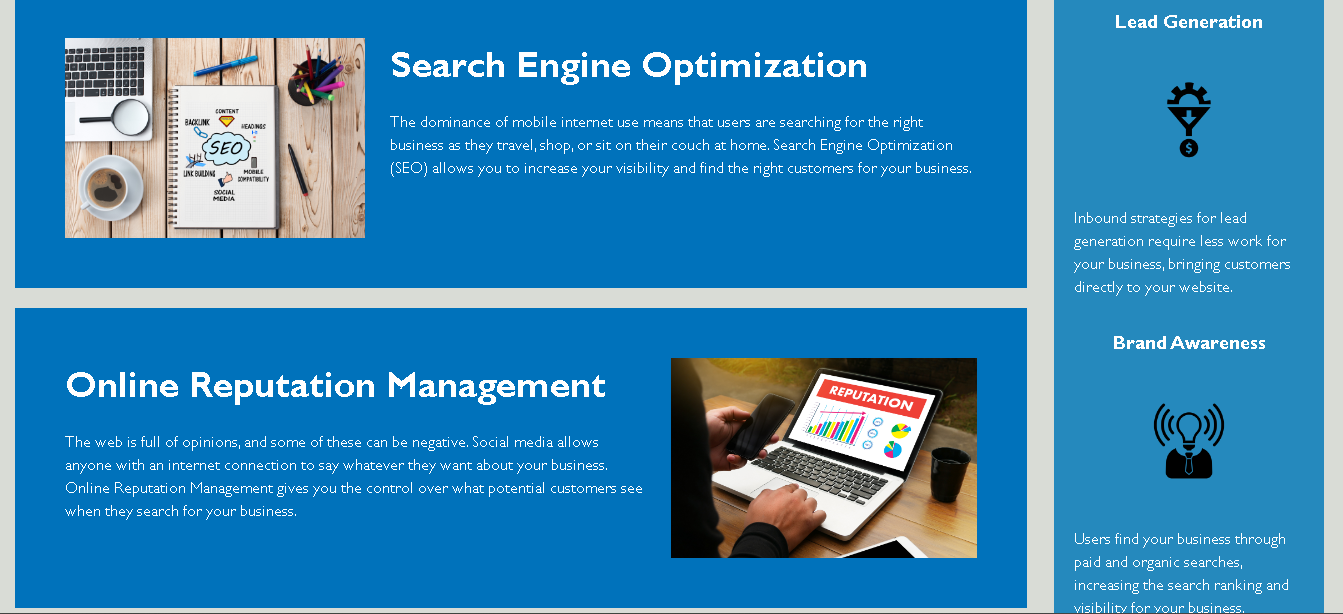 Search Engine Optimization
The dominance of mobile internet use means that users are searching for the right
business as they travel, shop, or sit on their couch at home. Search Engine Optimization
(SEO) allows you to increase your visibility and find the right customers for your business.
CONTENT
BACKLINK
HEADINGS
SEO
LINK BUILDING
MOBILE
COMPATIBILITY
SOCIAL
MEDIA
Online Reputation Management
The web is full of opinions, and some of these can be negative. Social media allows
anyone with an internet connection to say whatever they want about your business.
Online Reputation Management gives you the control over what potential customers see
when they search for your business.
REPUTATION
Lead Generation
$
Inbound strategies for lead
generation require less work for
your business, bringing customers
directly to your website.
Brand Awareness
Users find your business through
paid and organic searches,
increasing the search ranking and
visibility for your business.